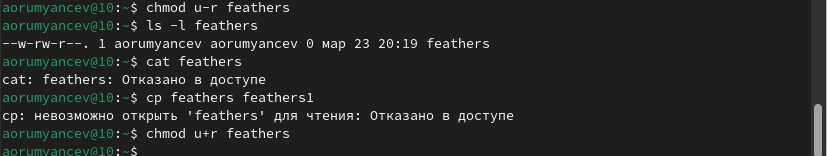 aorumyancev@10:~$ chmod u-r feathers
aorumyancev@10:~$ ls -l feathers
--w-rw-r--. 1 aorumyancev aorumyancev 0 мар 23 20:19 feathers
aorumyancev@10:~$ cat feathers
cat: feathers: Отказано в доступе
aorumyancev@10:~$ cp feathers feathers1
cp: невозможно открыть 'feathers' для чтения: Отказано в доступе
aorumyancev@10:~$ chmod u+r feathers
aorumyancev@10:~$